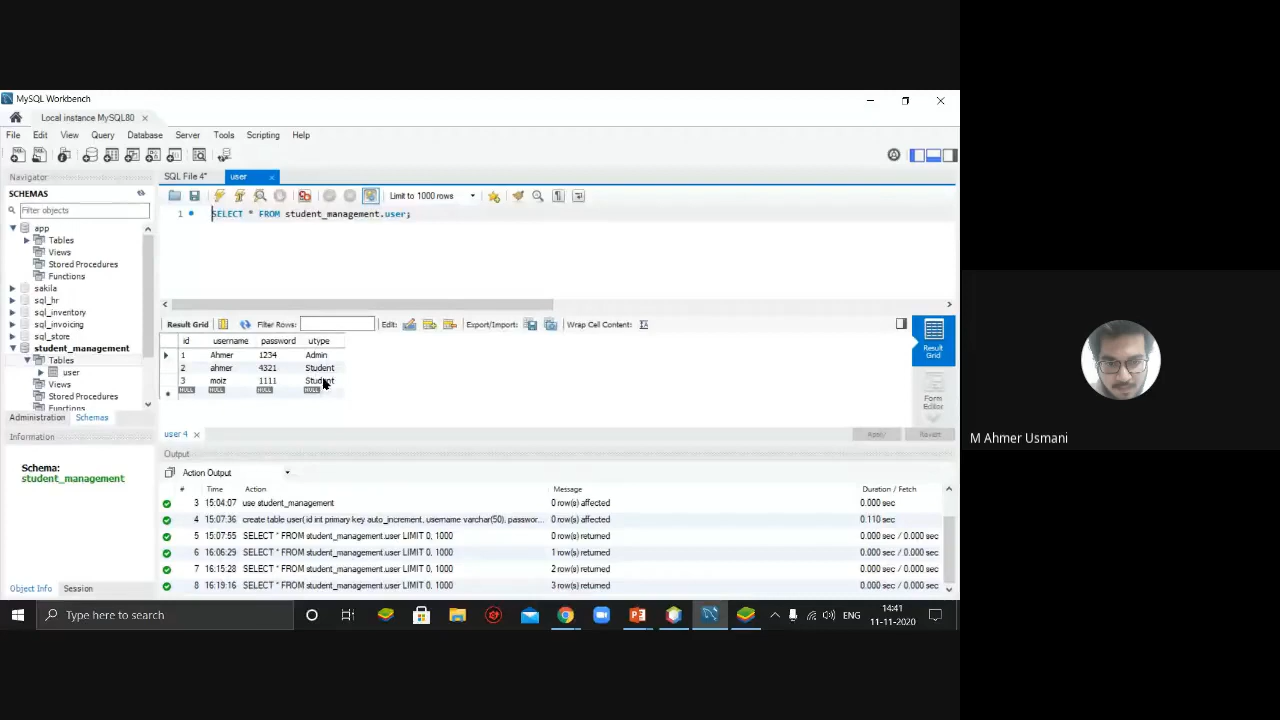 MySQL Workbench
Local instance MySQL80
File Edit View Query Database Server Tools Scripting Help
Navigator
SCHEMAS
Filter objects
app
Tables
Views
Stored Procedures
Functions
sakila
sql_hr
sql_inventory
sql_invoicing
sql_store
student_management
Tables
user
Views
Stored Procedures
Functions
Administration Schemas
Information
Schema:
student_management
Object Info Session
SQL File 4* user
Limit to 1000 rows
1 SELECT * FROM student_management.user;
Result Grid Filter Rows: Edit: Export/Import: Wrap Cell Content:
id username password utype
1 Ahmer 1234 Admin
2 ahmer 4321 Student
3 moiz 1111 Student
NULL NULL NULL NULL
Result
Grid
Form
Editor
user 4 Apply Revert
Output
Action Output
# Time Action Message Duration / Fetch
3 15:04:07 use student_management 0 row(s) affected 0.000 sec
4 15:07:36 create table user( id int primary key auto_increment, username varchar(50), passwor... 0 row(s) affected 0.110 sec
5 15:07:55 SELECT * FROM student_management.user LIMIT 0, 1000 0 row(s) returned 0.000 sec / 0.000 sec
6 16:06:29 SELECT * FROM student_management.user LIMIT 0, 1000 1 row(s) returned 0.000 sec / 0.000 sec
7 16:15:28 SELECT * FROM student_management.user LIMIT 0, 1000 2 row(s) returned 0.000 sec / 0.000 sec
8 16:19:16 SELECT * FROM student_management.user LIMIT 0, 1000 3 row(s) returned 0.000 sec / 0.000 sec
Type here to search
ENG
14:41
11-11-2020
M Ahmer Usmani